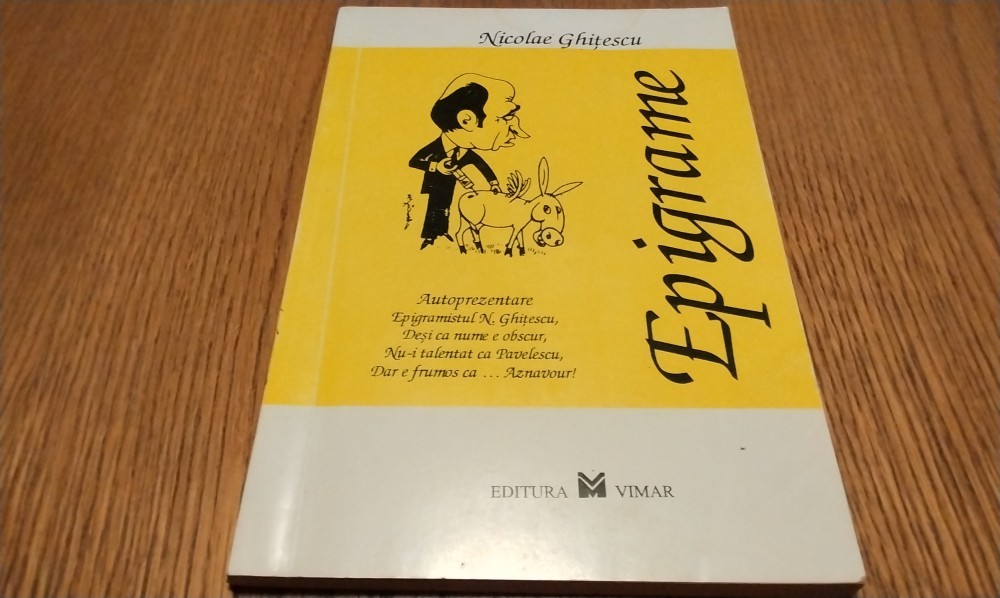 Nicolae Ghițescu
Epigrame
Autoprezentare
Epigramistul N. Ghițescu,
Deși ca nume e obscur,
Nu-i talentat ca Pavelescu,
Dar e frumos ca ... Aznavour!
EDITURA VIMAR